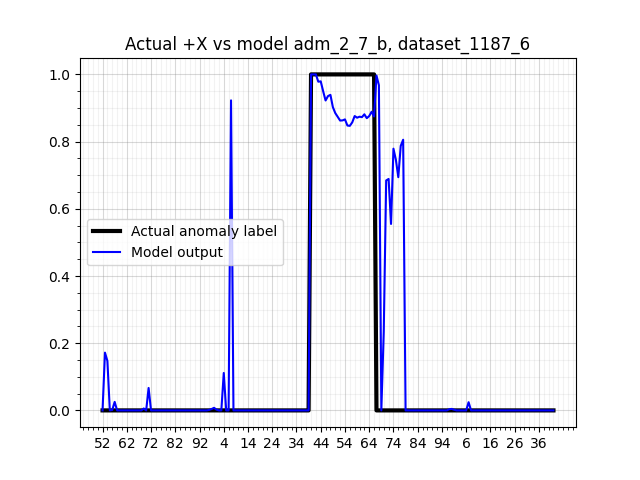 Actual +X vs model adm_2_7_b, dataset_1187_6
1.0
0.8
0.6
0.4
0.2
0.0
Actual anomaly label
Model output
52 62 72 82 92 4 14 24 34 44 54 64 74 84 94 6 16 26 36